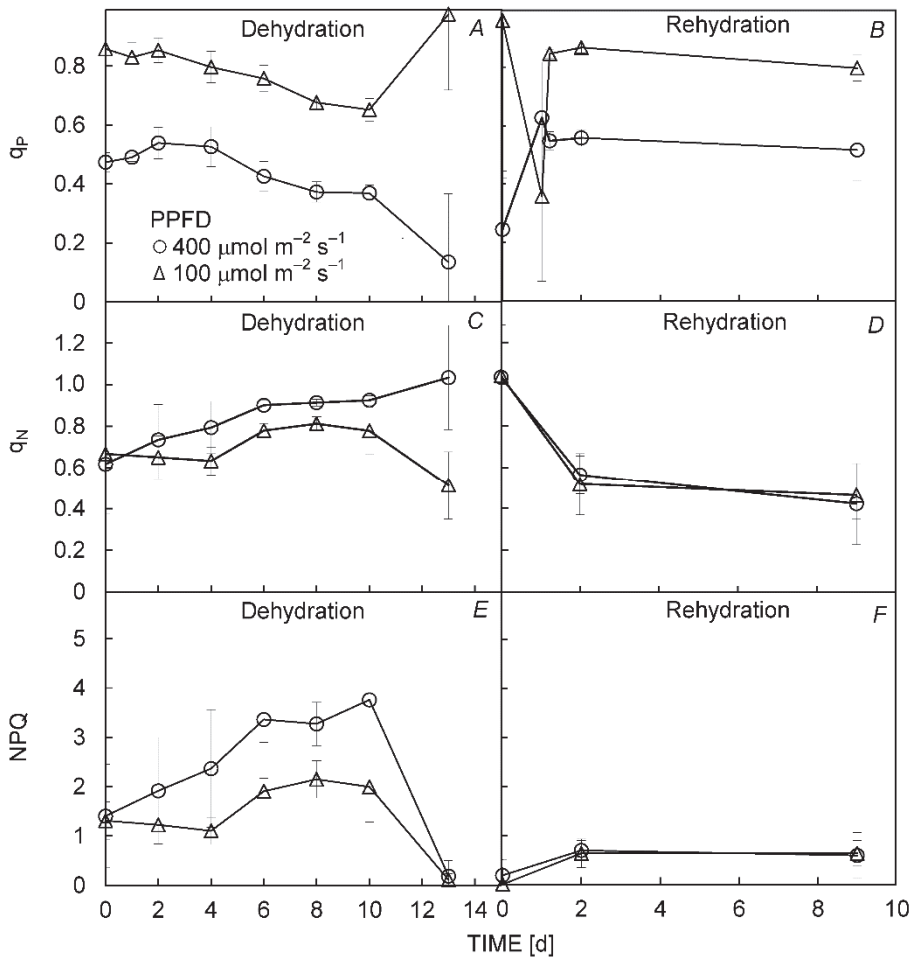 Dehydration A
Rehydration B
0.8
0.6
0.4
0.2
0
qP
PPFD
400 μmol m−2 s−1
100 μmol m−2 s−1
Dehydration C
Rehydration D
1.2
1.0
0.8
0.6
0.4
0.2
0
qN
Dehydration E
Rehydration F
5
4
3
2
1
0
NPQ
0 2 4 6 8 10 12 14 0 2 4 6 8 10
TIME [d]